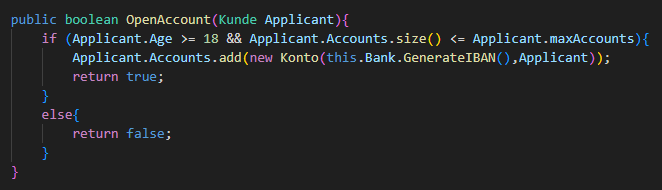 public boolean OpenAccount(Kunde Applicant){
    if (Applicant.Age >= 18 && Applicant.Accounts.size() <= Applicant.maxAccounts){
        Applicant.Accounts.add(new Konto(this.Bank.GenerateIBAN(),Applicant));
        return true;
    }
    else{
        return false;
    }
}